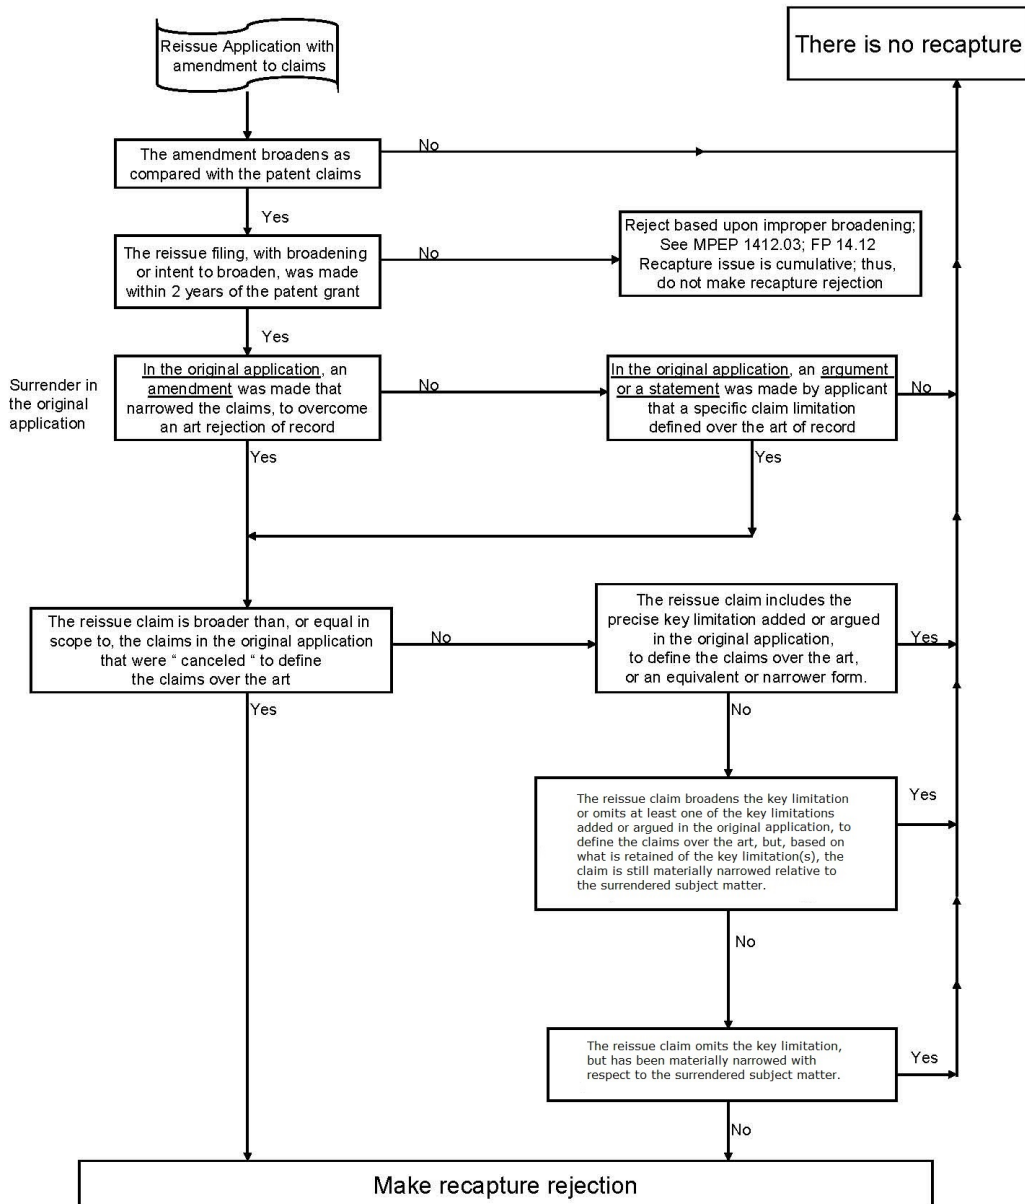 Reissue Application with
amendment to claims
There is no recapture
The amendment broadens as
compared with the patent claims
No
Yes
The reissue filing, with broadening
or intent to broaden, was made
within 2 years of the patent grant
No
Reject based upon improper broadening;
See MPEP 1412.03; FP 14.12
Recapture issue is cumulative; thus,
do not make recapture rejection
Yes
Surrender in
the original
application
In the original application, an
amendment was made that
narrowed the claims, to overcome
an art rejection of record
No
In the original application, an argument
or a statement was made by applicant
that a specific claim limitation
defined over the art of record
No
Yes
Yes
The reissue claim is broader than, or equal in
scope to, the claims in the original application
that were “ canceled “ to define
the claims over the art
No
The reissue claim includes the
precise key limitation added or argued
in the original application,
to define the claims over the art,
or an equivalent or narrower form.
Yes
Yes
No
The reissue claim broadens the key limitation
or omits at least one of the key limitations
added or argued in the original application, to
define the claims over the art, but, based on
what is retained of the key limitation(s), the
claim is still materially narrowed relative to
the surrendered subject matter.
Yes
No
The reissue claim omits the key limitation,
but has been materially narrowed with
respect to the surrendered subject matter.
Yes
No
Make recapture rejection